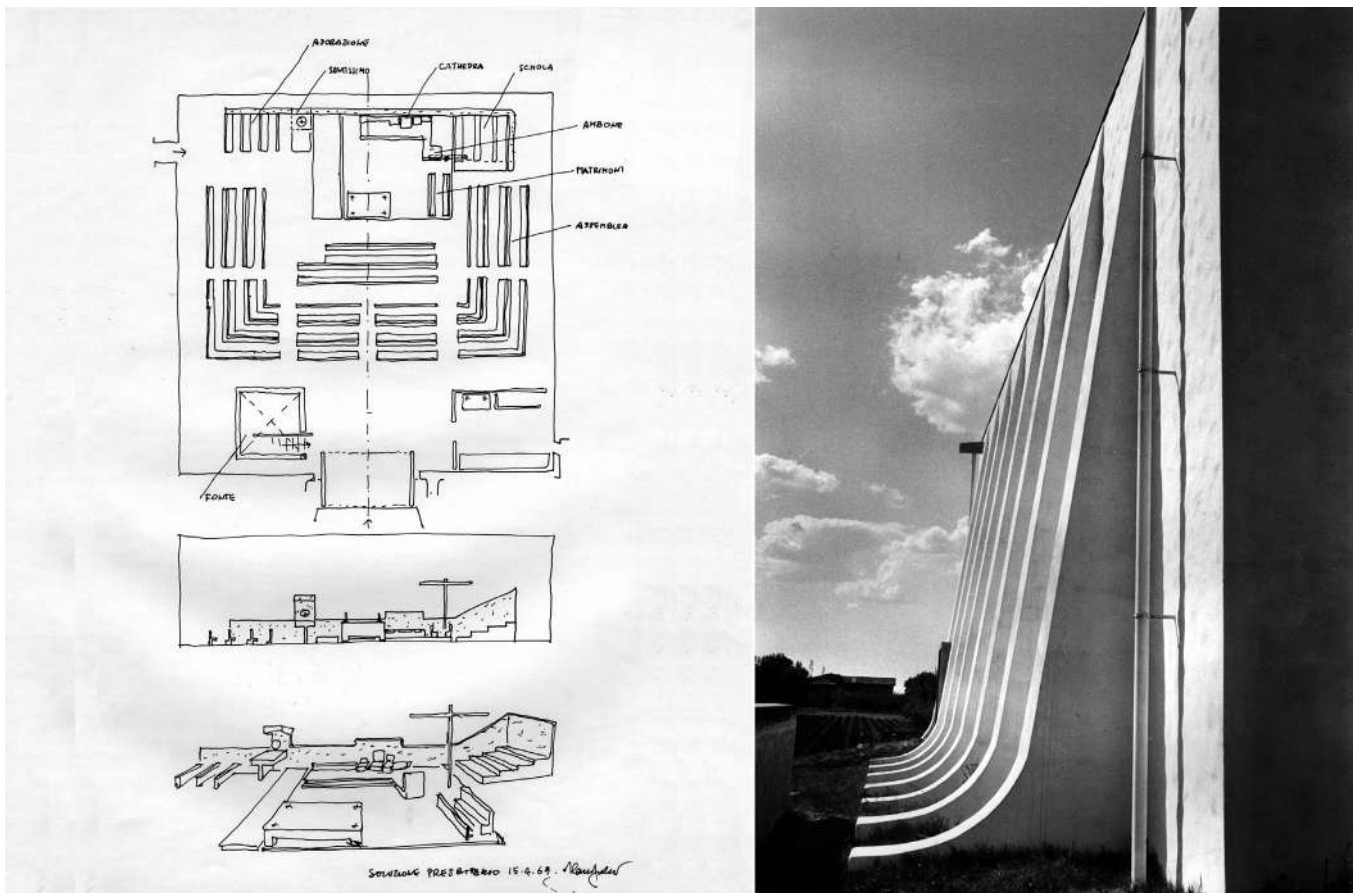 ADORAZIONE
SANTISSIMO
CATHEDRA
SCHOLA
AMBONE
MATRIMONI
ASSEMBLEA
FONTE
SOLUZIONE PRESBITERIO 15.4.69.